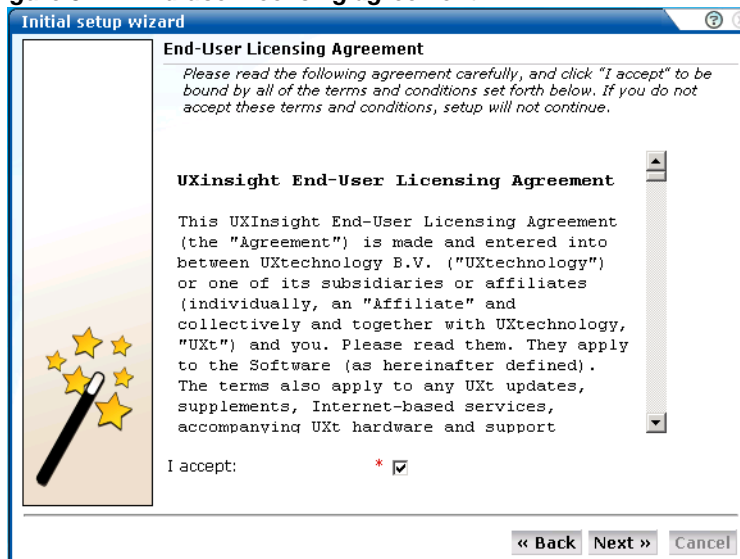 Initial setup wizard
End-User Licensing Agreement
Please read the following agreement carefully, and click "I accept" to be
bound by all of the terms and conditions set forth below. If you do not
accept these terms and conditions, setup will not continue.
UXinsight End-User Licensing Agreement
This UXInsight End-User Licensing Agreement
(the "Agreement") is made and entered into
between UXtechnology B.V. ("UXtechnology")
or one of its subsidiaries or affiliates
(individually, an "Affiliate" and
collectively and together with UXtechnology,
"UXt") and you. Please read them. They apply
to the Software (as hereinafter defined).
The terms also apply to any UXt updates,
supplements, Internet-based services,
accompanying UXt hardware and support
I accept: *
« Back Next » Cancel